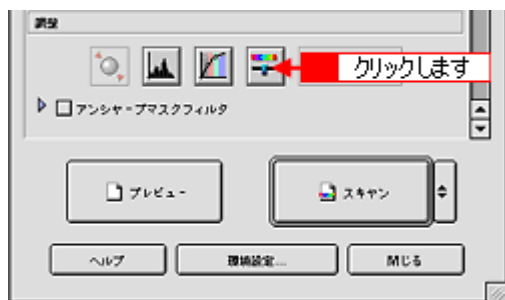 調整
クリックします
アンシャープマスクフィルタ
プレビュー
スキャン
ヘルプ
環境設定...
閉じる